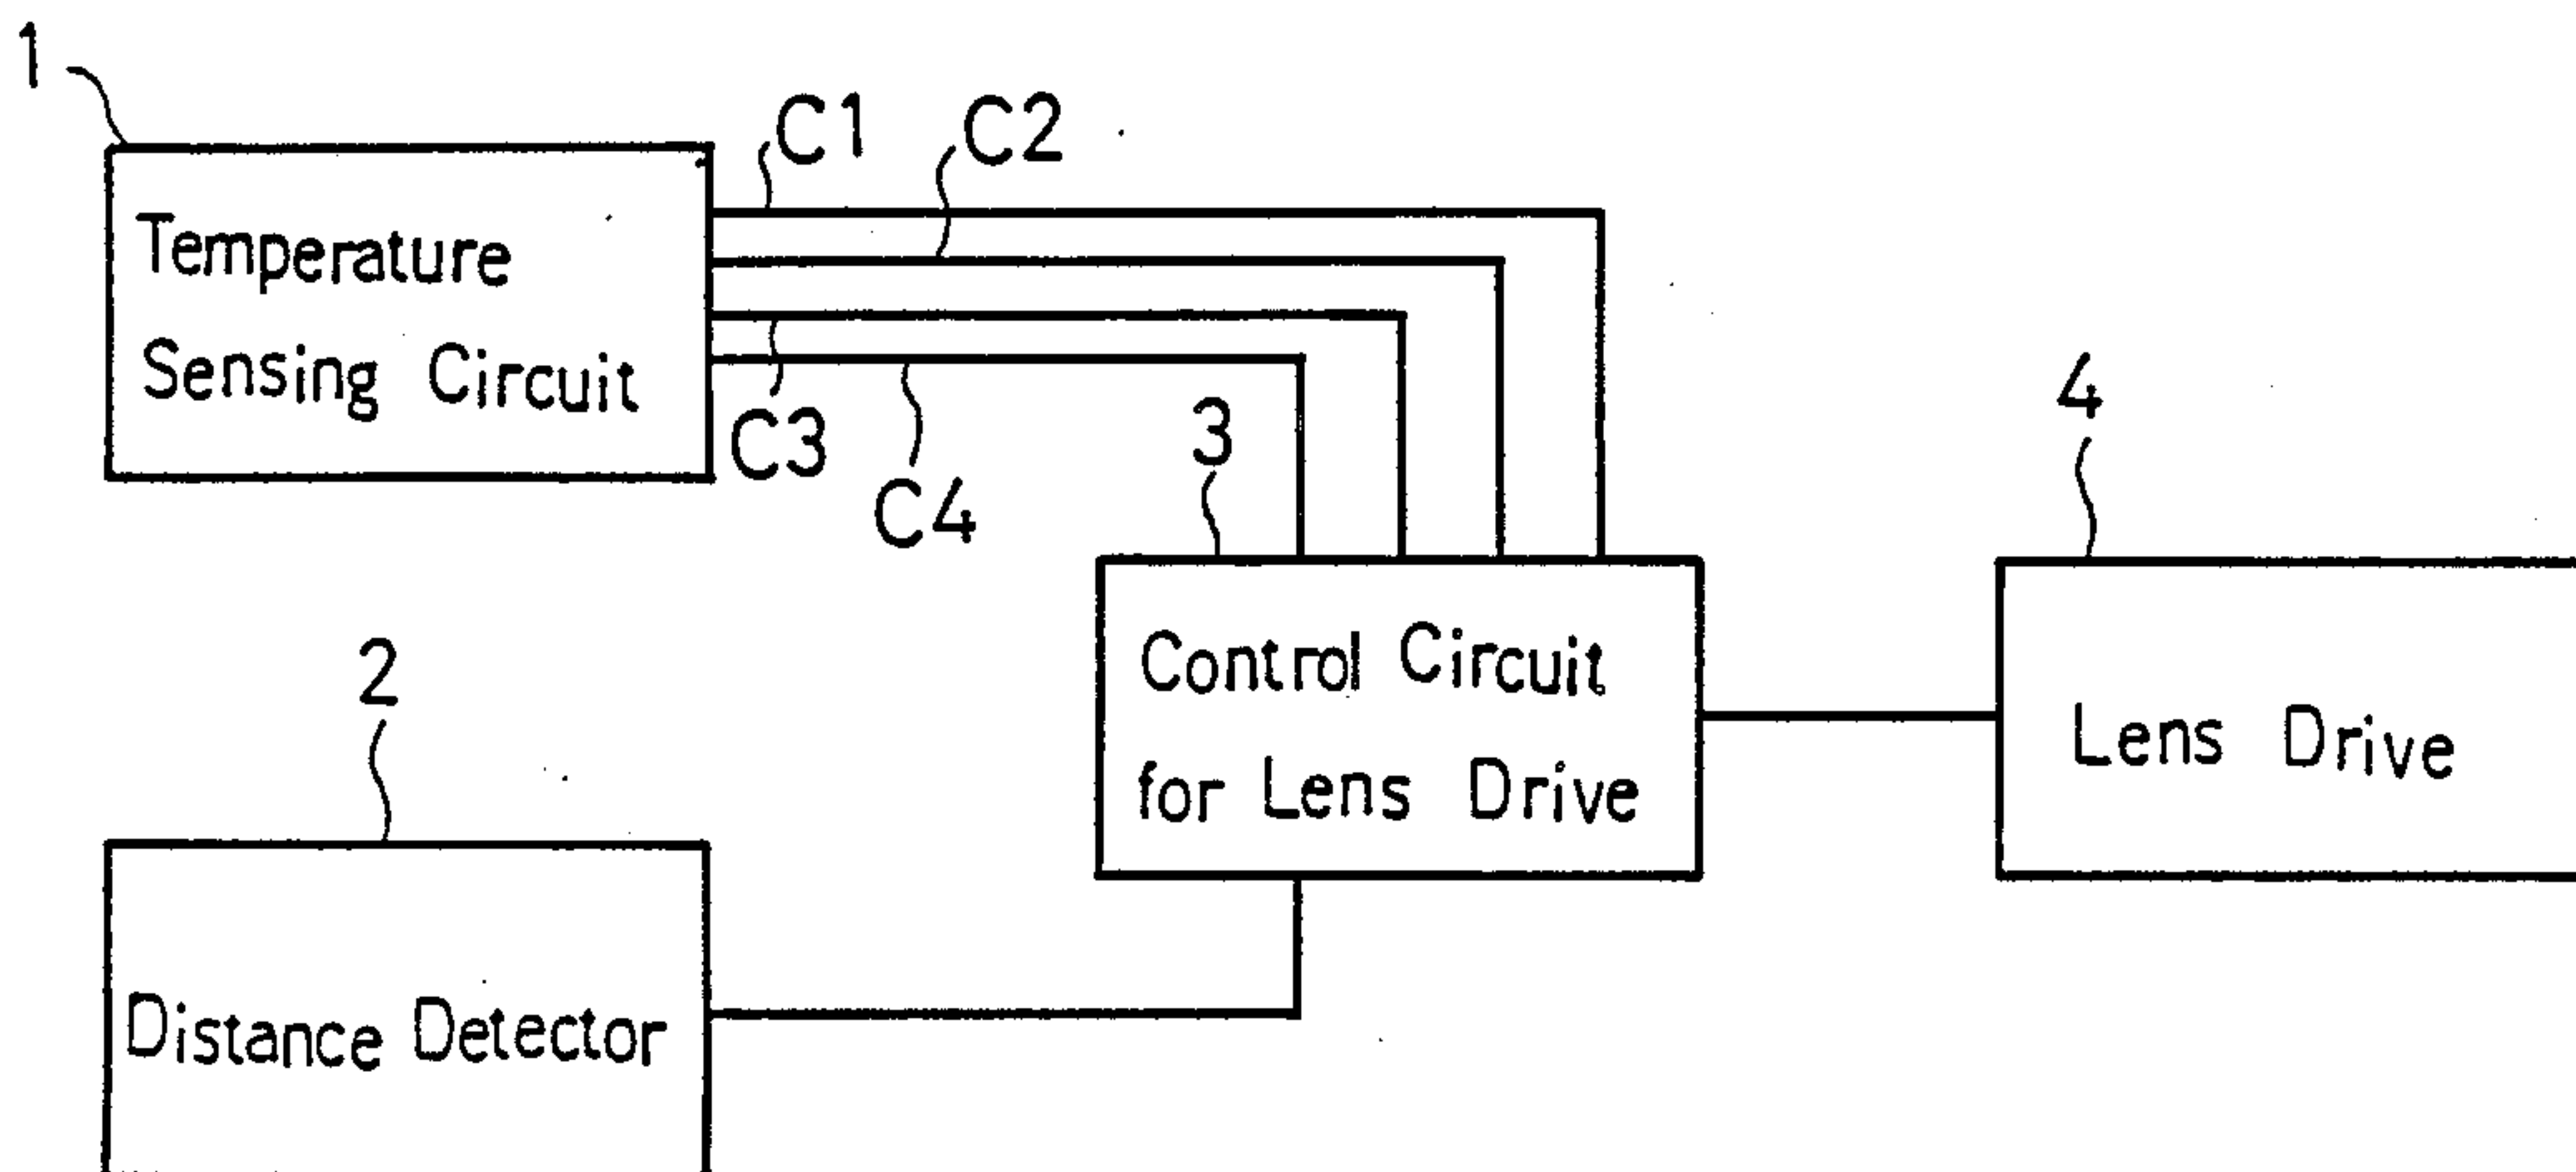 1
C1
C2
Temperature
Sensing Circuit
C3
C4
3
4
Control Circuit
for Lens Drive
Lens Drive
2
Distance Detector